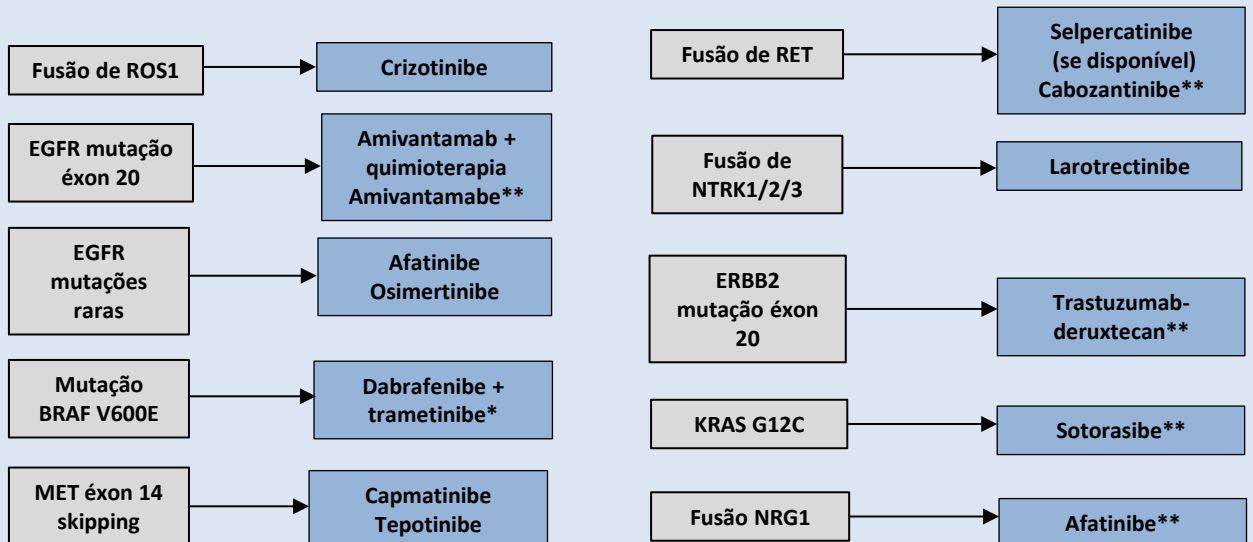 Fusão de ROS1
Crizotinibe
EGFR mutação
éxon 20
Amivantamab +
quimioterapia
Amivantamabe**
EGFR
mutações
raras
Afatinibe
Osimertinibe
Mutação
BRAF V600E
Dabrafenibe +
trametinibe*
MET éxon 14
skipping
Capmatinibe
Tepotinibe
Fusão de RET
Selpercatinibe
(se disponível)
Cabozantinibe**
Fusão de
NTRK1/2/3
Larotrectinibe
ERBB2
mutação éxon
20
Trastuzumab-
deruxtecan**
KRAS G12C
Sotorasibe**
Fusão NRG1
Afatinibe**